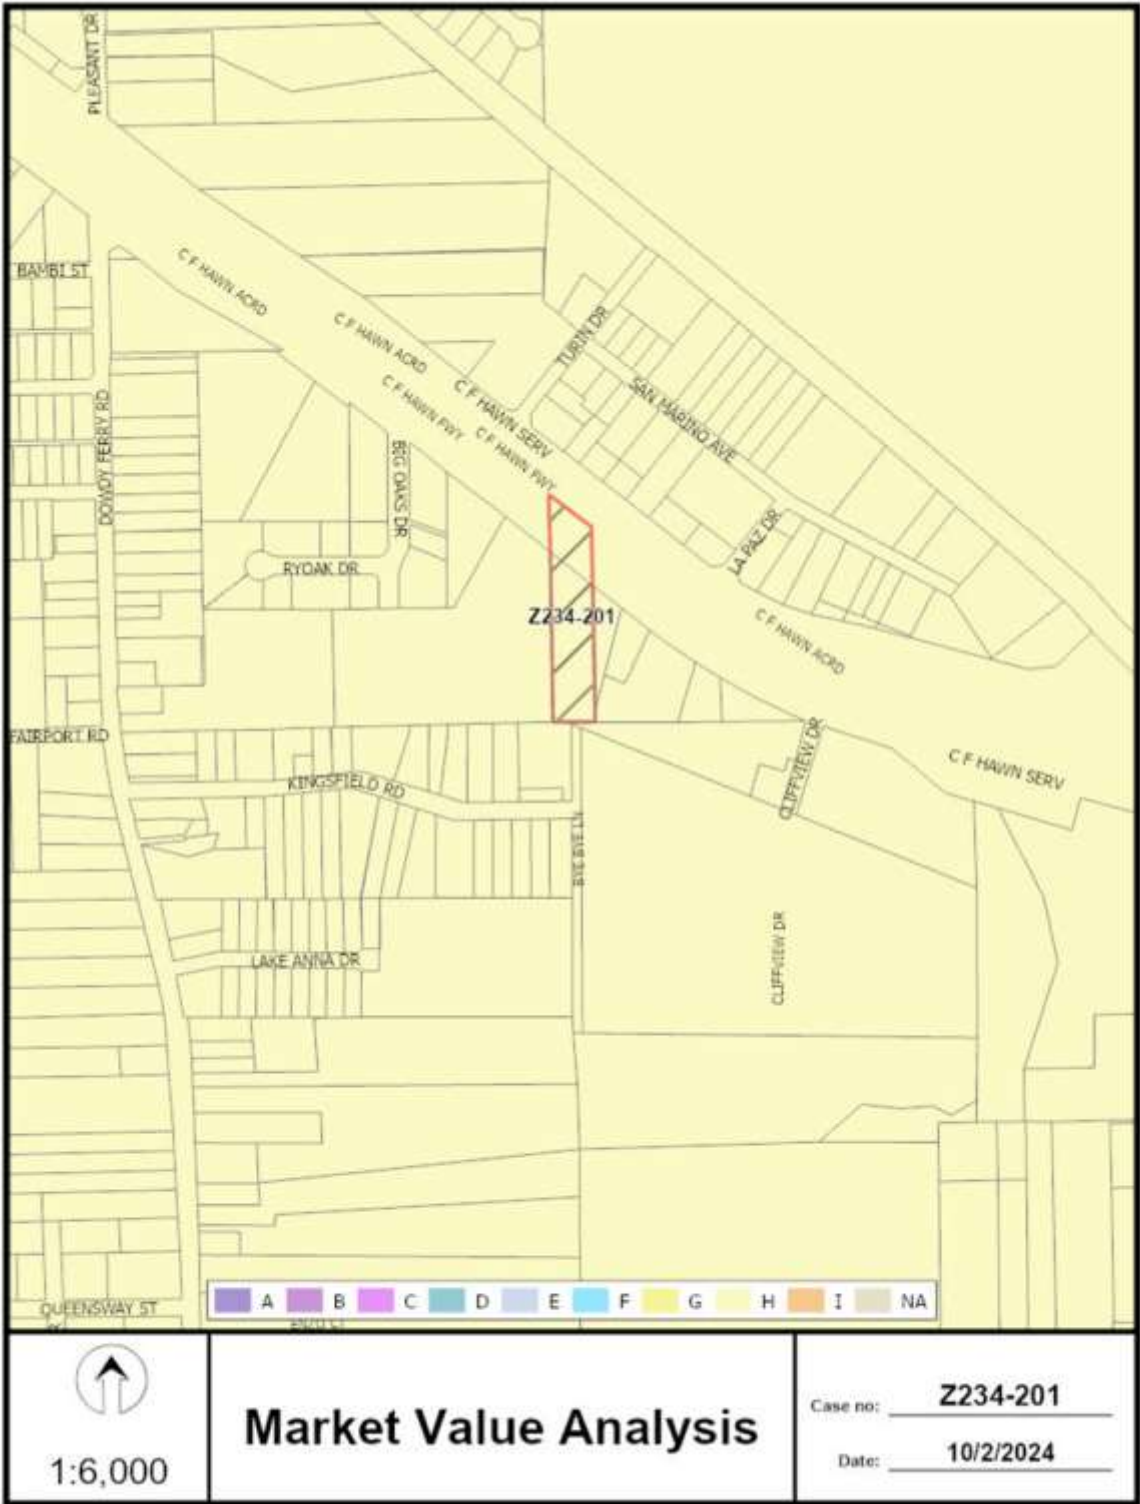 PLEASANT DR
BAMBI ST
C F HAWN ACRD
C F HAWN ACRD
C F HAWN FWY
C F HAWN SERV
C F HAWN FWY
TURIN DR
SAN MARINO AVE
DOWDY FERRY RD
BIG OAKS DR
RYOAK DR
LA PAZ DR
Z234-201
C F HAWN ACRD
FAIRPORT RD
KINGSFIELD RD
CLIFFVIEW DR
C F HAWN SERV
BYE BYE LN
LAKE ANNA DR
CLIFFVIEW DR
QUEENSWAY ST
A B C D E F G H I NA
1:6,000
Market Value Analysis
Case no: Z234-201
Date: 10/2/2024